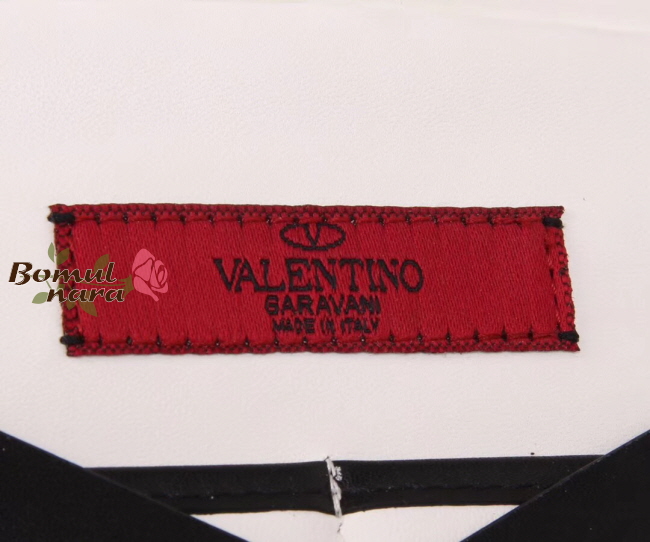 V
VALENTINO
GARAVANI
MADE IN ITALY
Bomul
nara